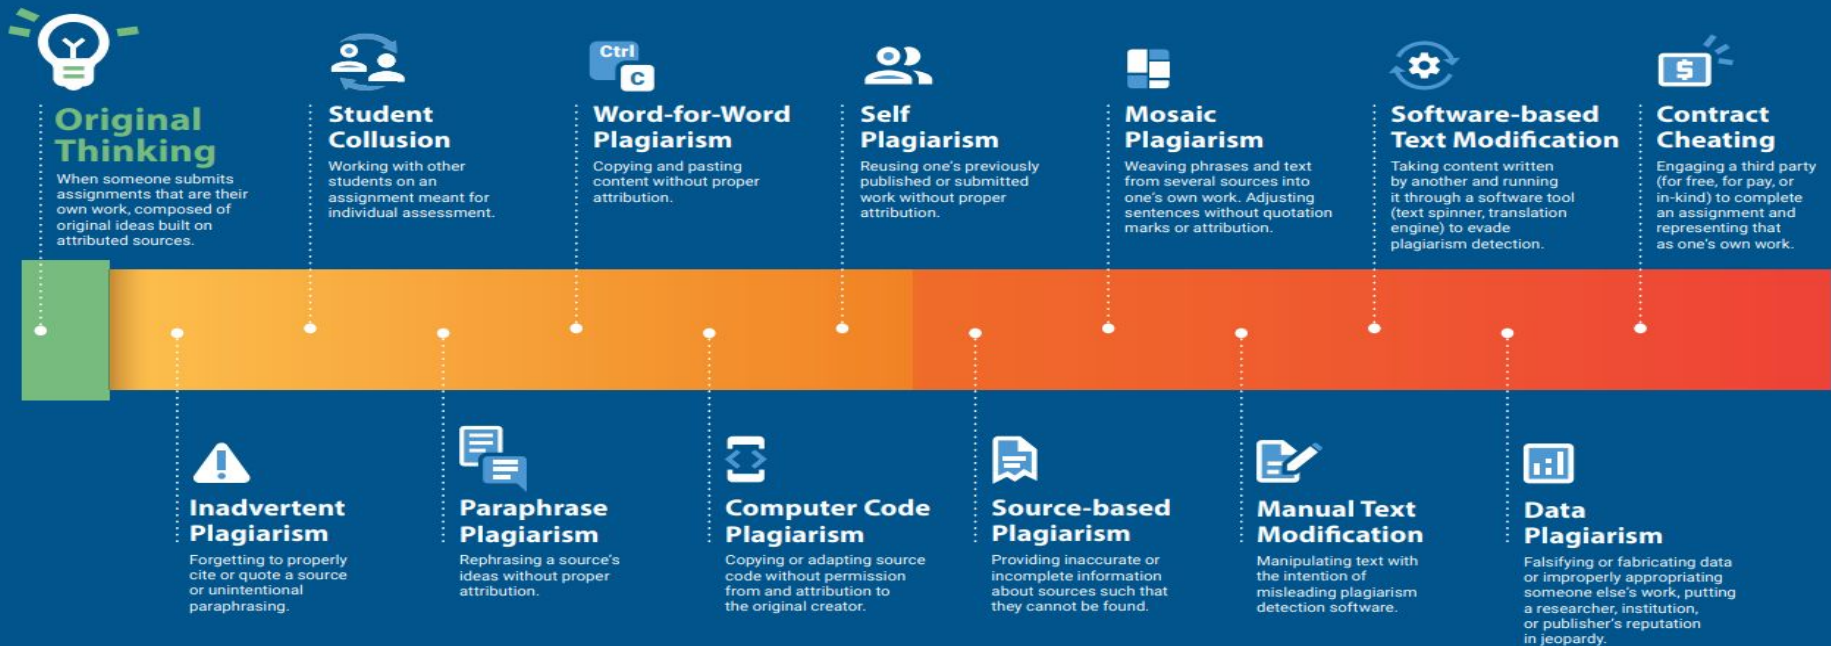 Original
Thinking
When someone submits
assignments that are their
own work, composed of
original ideas built on
attributed sources.
Student
Collusion
Working with other
students on an
assignment meant for
individual assessment.
Ctrl
C
Word-for-Word
Plagiarism
Copying and pasting
content without proper
attribution.
Self
Plagiarism
Reusing one's previously
published or submitted
work without proper
attribution.
Mosaic
Plagiarism
Weaving phrases and text
from several sources into
one's own work. Adjusting
sentences without quotation
marks or attribution.
Software-based
Text Modification
Taking content written
by another and running
it through a software tool
(text spinner, translation
engine) to evade
plagiarism detection.
$
Contract
Cheating
Engaging a third party
(for free, for pay, or
in-kind) to complete
an assignment and
representing that
as one's own work.
!
Inadvertent
Plagiarism
Forgetting to properly
cite or quote a source
or unintentional
paraphrasing.
Paraphrase
Plagiarism
Rephrasing a source's
ideas without proper
attribution.
< >
Computer Code
Plagiarism
Copying or adapting source
code without permission
from and attribution to
the original creator.
Source-based
Plagiarism
Providing inaccurate or
incomplete information
about sources such that
they cannot be found.
Manual Text
Modification
Manipulating text with
the intention of
misleading plagiarism
detection software.
Data
Plagiarism
Falsifying or fabricating data
or improperly appropriating
someone else's work, putting
a researcher, institution,
or publisher's reputation
in jeopardy.